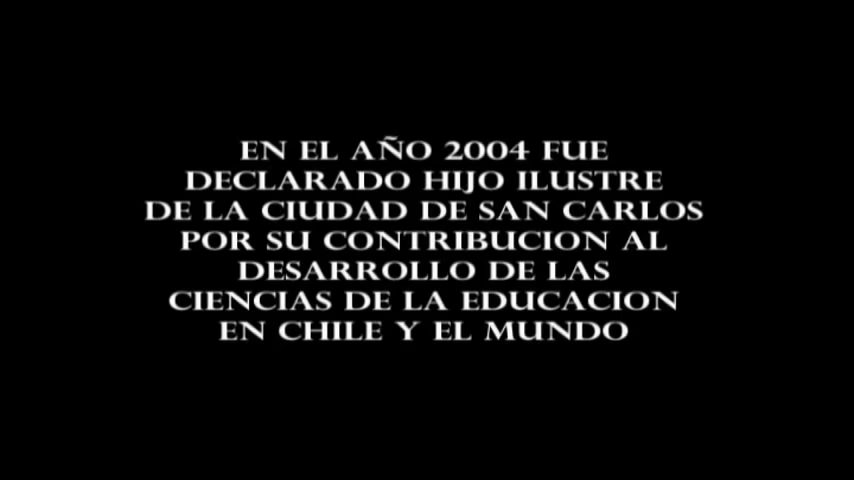 EN EL AÑO 2004 FUE
DECLARADO HIJO ILUSTRE
DE LA CIUDAD DE SAN CARLOS
POR SU CONTRIBUCION AL
DESARROLLO DE LAS
CIENCIAS DE LA EDUCACION
EN CHILE Y EL MUNDO